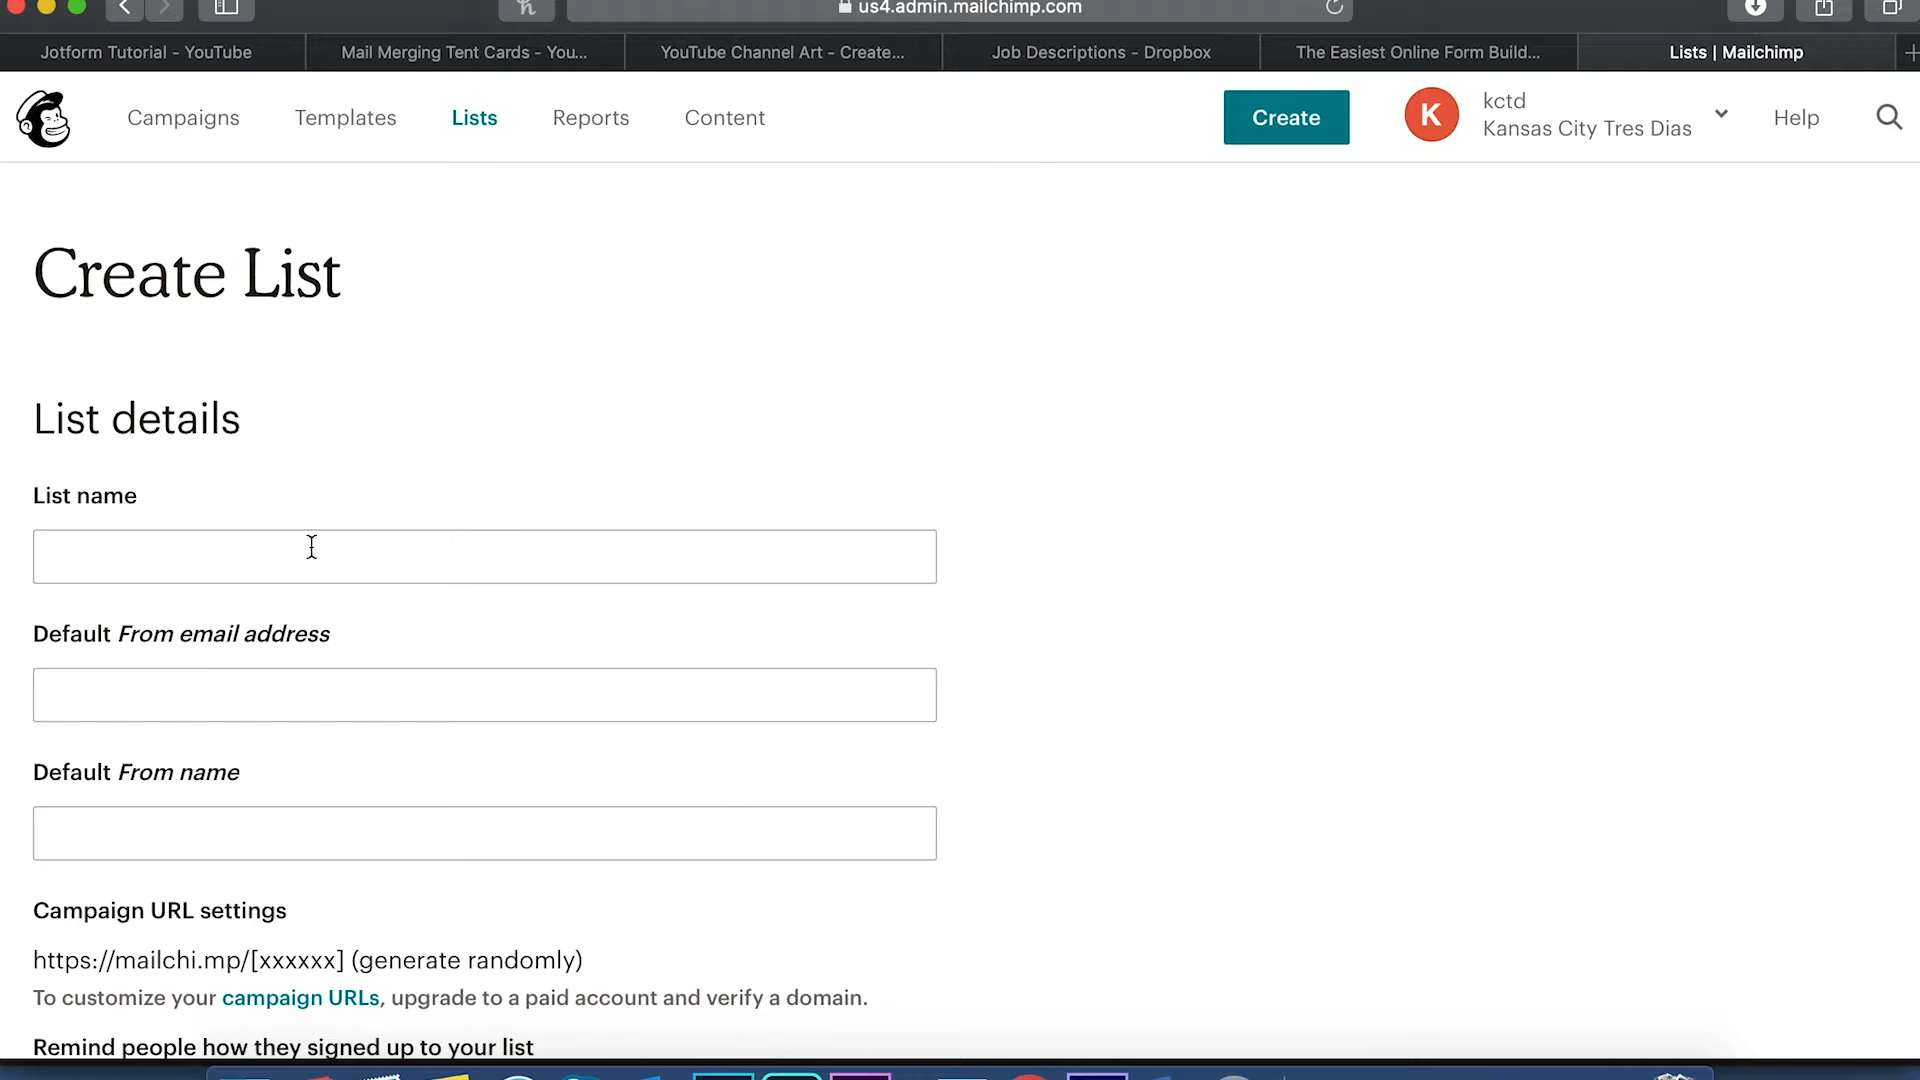 us4.admin.mailchimp.com
Jotform Tutorial - YouTube
Mail Merging Tent Cards - You...
YouTube Channel Art - Create...
Job Descriptions - Dropbox
The Easiest Online Form Build...
Lists | Mailchimp
Campaigns
Templates
Lists
Reports
Content
Create
K
kctd
Kansas City Tres Dias
Help
Create List
List details
List name
Default From email address
Default From name
Campaign URL settings
https://mailchi.mp/[xxxxxx] (generate randomly)
To customize your campaign URLs, upgrade to a paid account and verify a domain.
Remind people how they signed up to your list